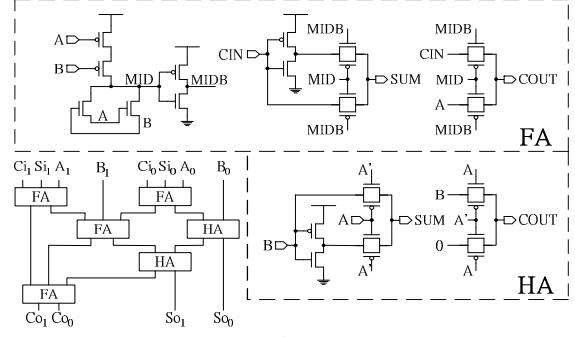 MIDB
MIDB
A
CIN
CIN
B
MID
MIDB
MID
SUM
MID
COUT
A
B
A
MIDB
MIDB
FA
Ci1 Si1 A1
B1
Ci0 Si0 A0
B0
FA
FA
FA
HA
HA
FA
Co1 Co0
So1
So0
A'
A
B
A
SUM
A'
COUT
B
0
A'
A
HA